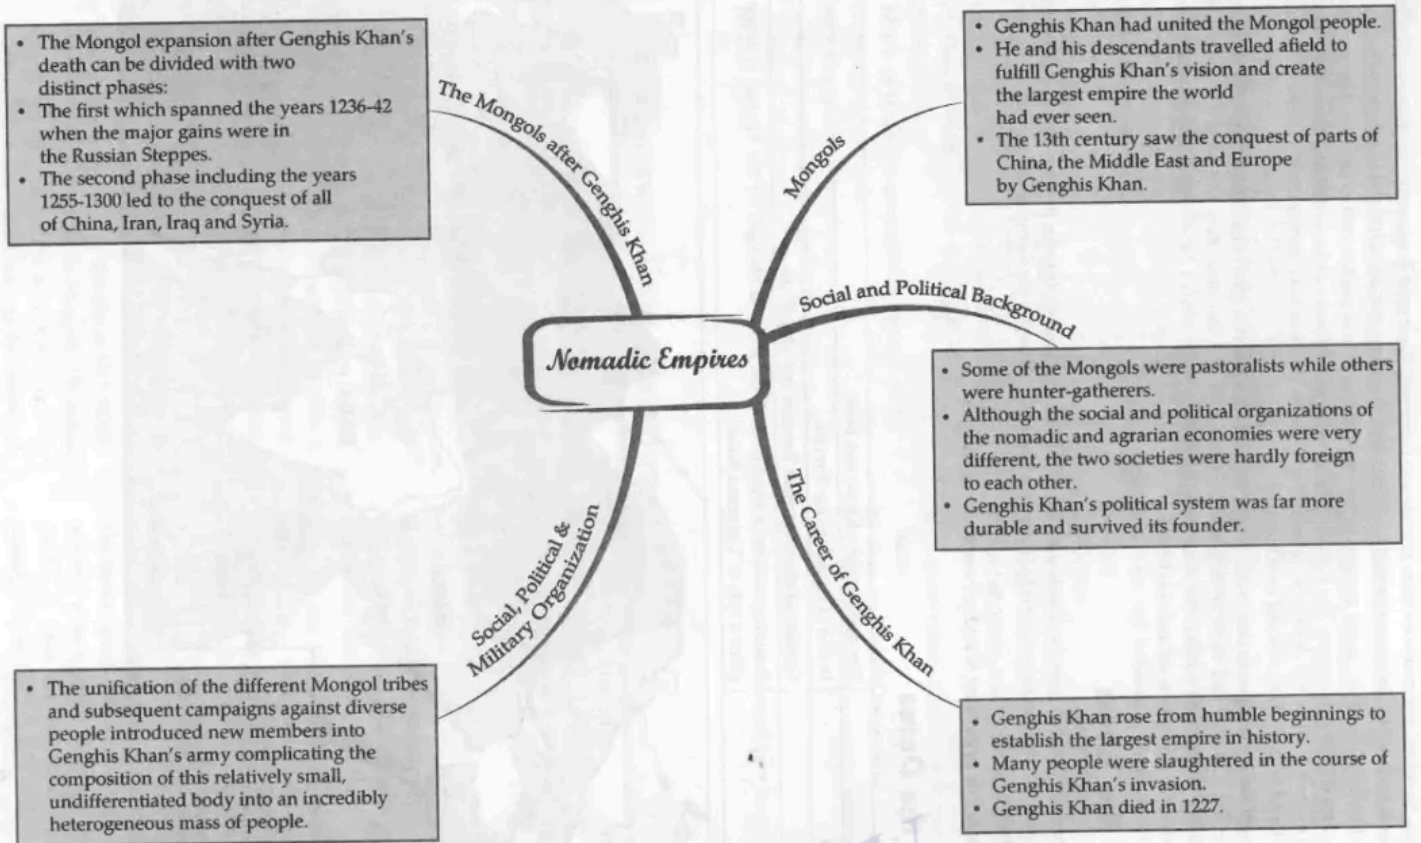 Nomadic Empires
Mongols
• Genghis Khan had united the Mongol people.
• He and his descendants travelled afield to
fulfill Genghis Khan's vision and create
the largest empire the world
had ever seen.
• The 13th century saw the conquest of parts of
China, the Middle East and Europe
by Genghis Khan.
Social and Political Background
• Some of the Mongols were pastoralists while others
were hunter-gatherers.
• Although the social and political organizations of
the nomadic and agrarian economies were very
different, the two societies were hardly foreign
to each other.
• Genghis Khan's political system was far more
durable and survived its founder.
The Career of Genghis Khan
• Genghis Khan rose from humble beginnings to
establish the largest empire in history.
• Many people were slaughtered in the course of
Genghis Khan's invasion.
• Genghis Khan died in 1227.
Social, Political &
Military Organization
• The unification of the different Mongol tribes
and subsequent campaigns against diverse
people introduced new members into
Genghis Khan's army complicating the
composition of this relatively small,
undifferentiated body into an incredibly
heterogeneous mass of people.
The Mongols after Genghis Khan
• The Mongol expansion after Genghis Khan's
death can be divided with two
distinct phases:
• The first which spanned the years 1236-42
when the major gains were in
the Russian Steppes.
• The second phase including the years
1255-1300 led to the conquest of all
of China, Iran, Iraq and Syria.